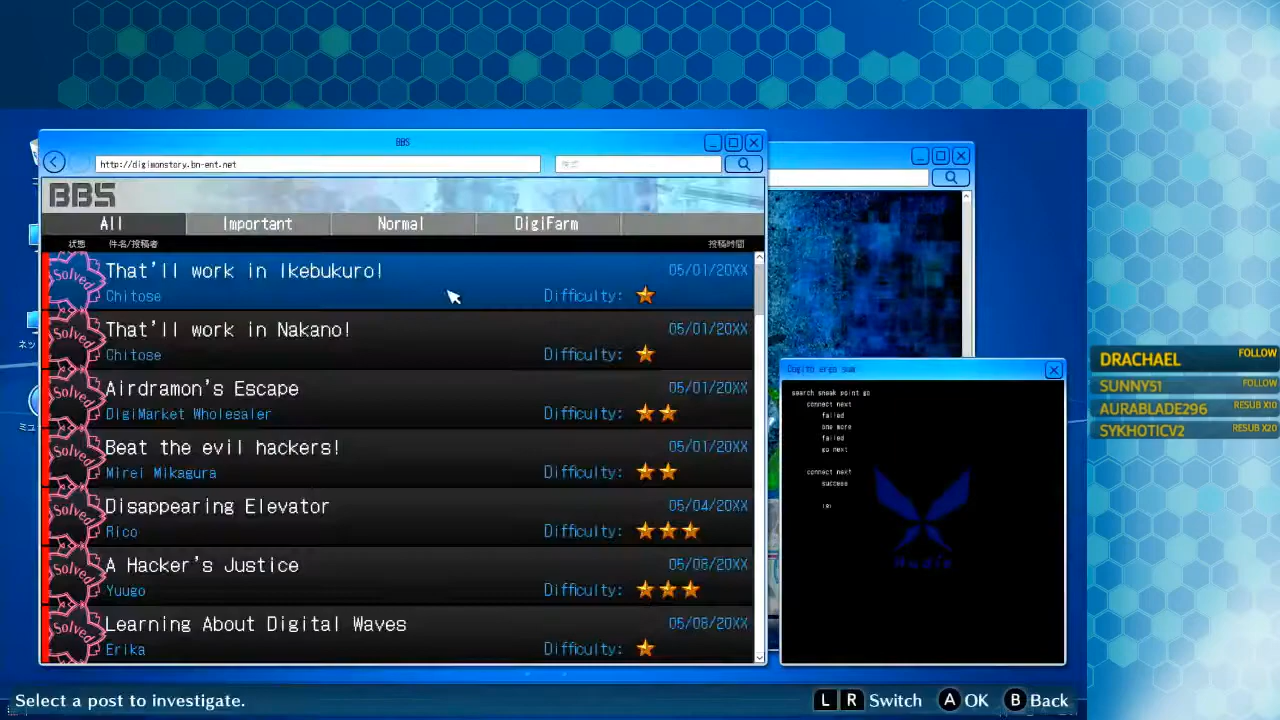 BBS
http://digimonstory.bn-ent.net
BBS
All
Important
Normal
DigiFarm
状態
件名/投稿者
投稿時間
Solved
That'll work in Ikebukuro!
05/01/20XX
Chitose
Difficulty:
Solved
That'll work in Nakano!
05/01/20XX
Chitose
Difficulty:
Solved
Airdramon's Escape
05/01/20XX
DigiMarket Wholesaler
Difficulty:
Solved
Beat the evil hackers!
05/01/20XX
Mirei Mikagura
Difficulty:
Solved
Disappearing Elevator
05/04/20XX
Rico
Difficulty:
Solved
A Hacker's Justice
05/08/20XX
Yuugo
Difficulty:
Solved
Learning About Digital Waves
05/08/20XX
Erika
Difficulty:
Cogito ergo sum
search sneak point go
connect next
failed
one more
failed
go next
connect next
success
Hudie
DRACHAEL FOLLOW
SUNNY51 FOLLOW
AURABLADE296 RESUB X10
SYKHOTICV2 RESUB X20
Select a post to investigate.
L R Switch A OK B Back